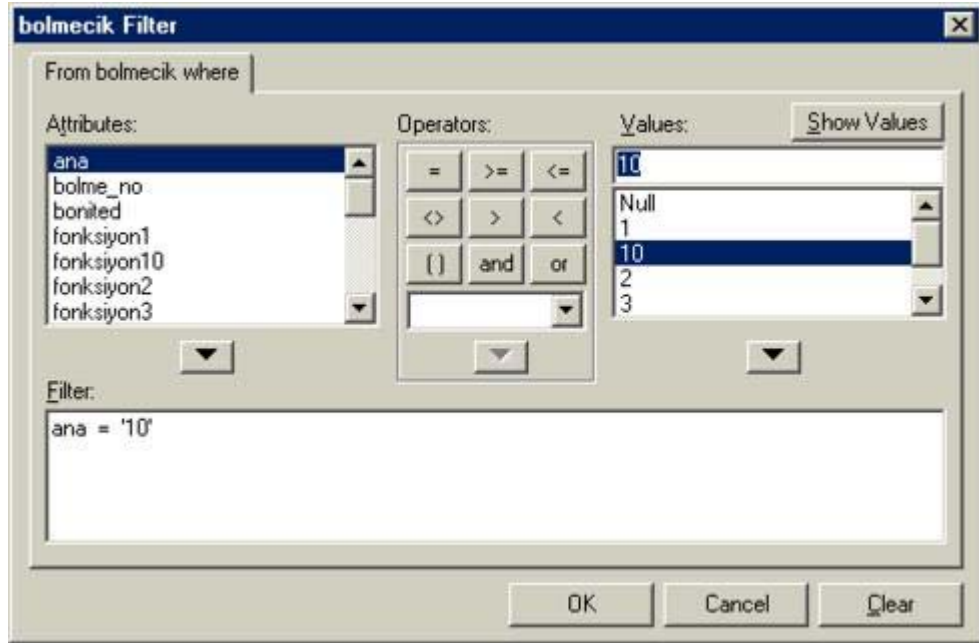 bolmecik Filter
From bolmecik where
Attributes:
ana
bolme_no
bonited
fonksiyon1
fonksiyon10
fonksiyon2
fonksiyon3
Operators:
= >= <=
<> > <
() and or
Values:
Show Values
10
Null
1
10
2
3
Filter:
ana = '10'
OK Cancel Clear